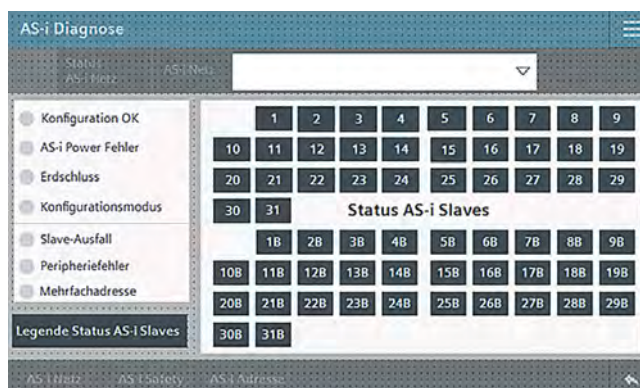 AS-i Diagnose
Status
AS-i Netz
AS-i Netz
Konfiguration OK
AS-i Power Fehler
Erdschluss
Konfigurationsmodus
Slave-Ausfall
Peripheriefehler
Mehrfachadresse
Legende Status AS-i Slaves
1 2 3 4 5 6 7 8 9
10 11 12 13 14 15 16 17 18 19
20 21 22 23 24 25 26 27 28 29
30 31
Status AS-i Slaves
1B 2B 3B 4B 5B 6B 7B 8B 9B
10B 11B 12B 13B 14B 15B 16B 17B 18B 19B
20B 21B 22B 23B 24B 25B 26B 27B 28B 29B
30B 31B
AS-i Netz AS-i Safety AS-i Adresse